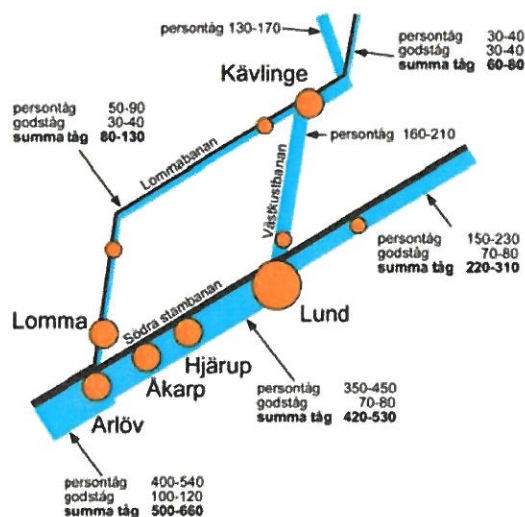 persontåg 130-170
persontåg 30-40
godståg 30-40
summa tåg 60-80
Kävlinge
persontåg 50-90
godståg 30-40
summa tåg 80-130
Lommabanan
persontåg 160-210
Västkustbanan
persontåg 150-230
godståg 70-80
summa tåg 220-310
Lomma
Södra stambanan
Lund
Hjärup
Åkarp
Arlöv
persontåg 350-450
godståg 70-80
summa tåg 420-530
persontåg 400-540
godståg 100-120
summa tåg 500-660